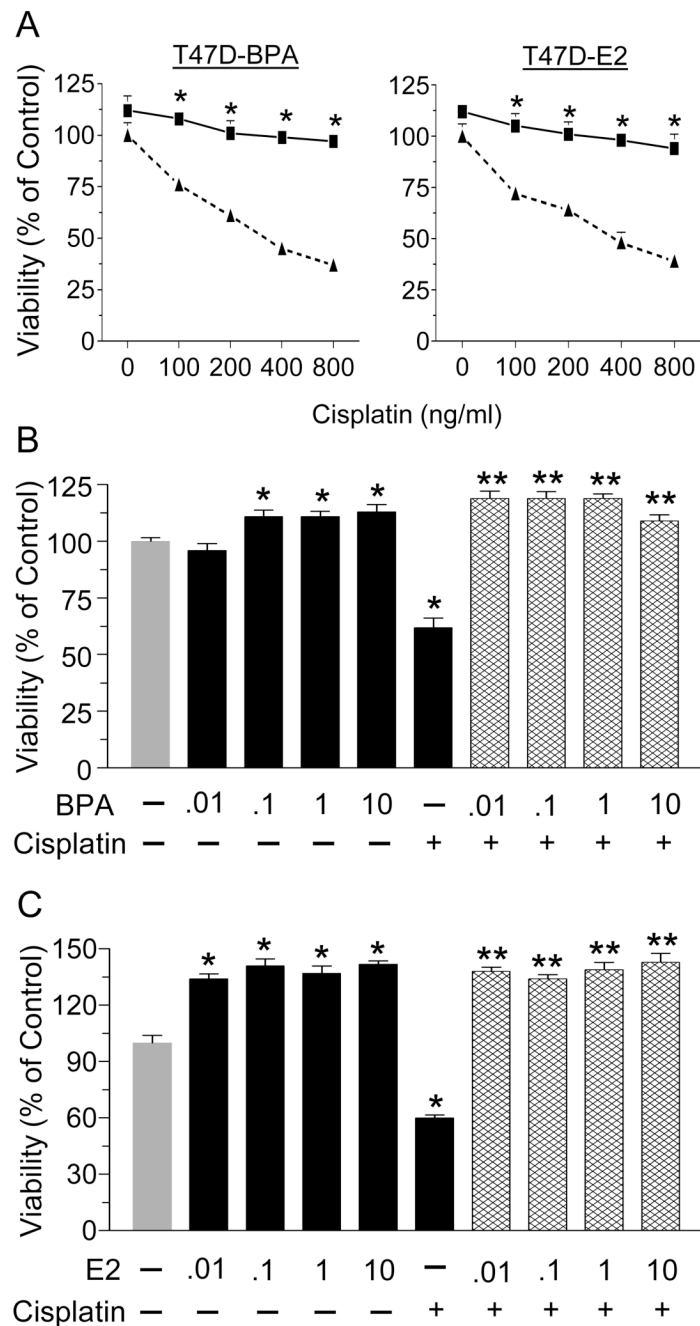 A
T47D-BPA
T47D-E2
Viability (% of Control)
125
100
75
50
25
0
* * * *
0 100 200 400 800
125
100
75
50
25
0
* * * *
0 100 200 400 800
Cisplatin (ng/ml)
B
Viability (% of Control)
125
100
75
50
25
0
* * * * ** ** ** **
BPA – .01 .1 1 10 – .01 .1 1 10
Cisplatin – – – – – + + + + +
C
Viability (% of Control)
150
120
90
60
30
0
* * * * * ** ** ** **
E2 – .01 .1 1 10 – .01 .1 1 10
Cisplatin – – – – – + + + + +